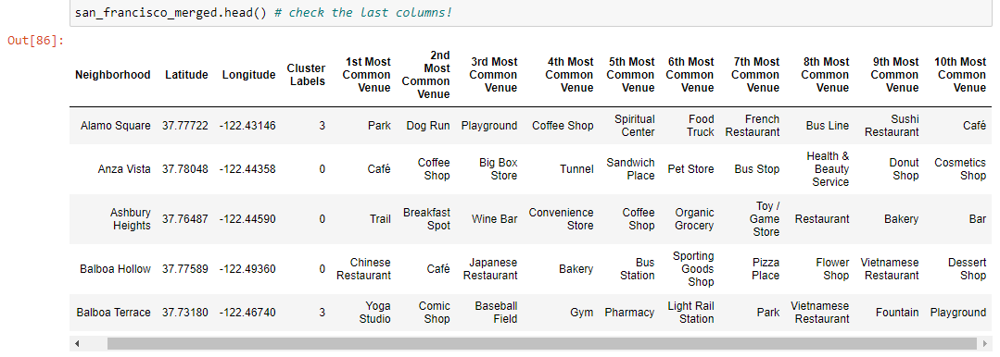 san_francisco_merged.head() # check the last columns!
Out[86]:
Neighborhood Latitude Longitude Cluster Labels 1st Most Common Venue 2nd Most Common Venue 3rd Most Common Venue 4th Most Common Venue 5th Most Common Venue 6th Most Common Venue 7th Most Common Venue 8th Most Common Venue 9th Most Common Venue 10th Most Common Venue
Alamo Square 37.77722 -122.43146 3 Park Dog Run Playground Coffee Shop Spiritual Center Food Truck French Restaurant Bus Line Sushi Restaurant Café
Anza Vista 37.78048 -122.44358 0 Café Coffee Shop Big Box Store Tunnel Sandwich Place Pet Store Bus Stop Health & Beauty Service Donut Shop Cosmetics Shop
Ashbury Heights 37.76487 -122.44590 0 Trail Breakfast Spot Wine Bar Convenience Store Coffee Shop Organic Grocery Toy / Game Store Restaurant Bakery Bar
Balboa Hollow 37.77589 -122.49360 0 Chinese Restaurant Café Japanese Restaurant Bakery Bus Station Sporting Goods Shop Pizza Place Flower Shop Vietnamese Restaurant Dessert Shop
Balboa Terrace 37.73180 -122.46740 3 Yoga Studio Comic Shop Baseball Field Gym Pharmacy Light Rail Station Park Vietnamese Restaurant Fountain Playground